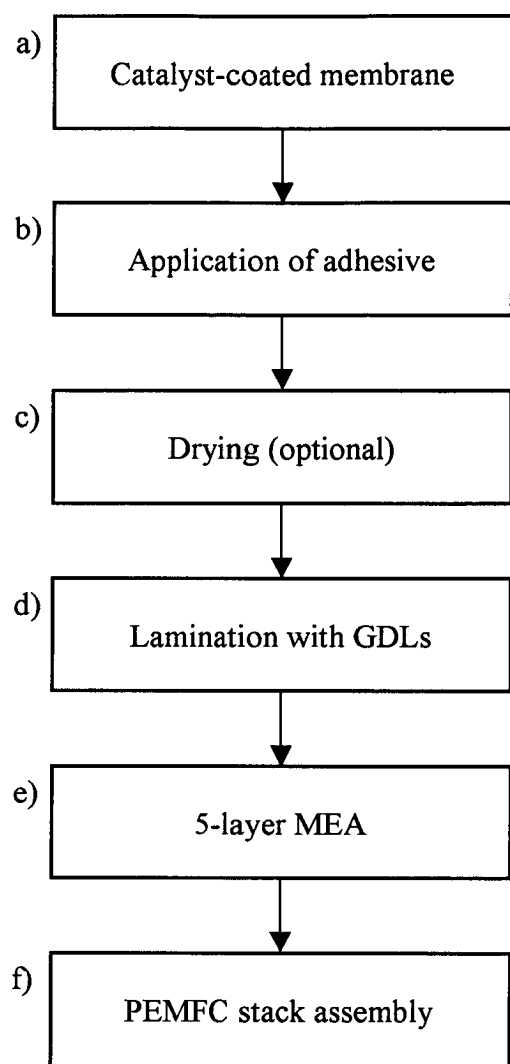 a)
Catalyst-coated membrane
b)
Application of adhesive
c)
Drying (optional)
d)
Lamination with GDLs
e)
5-layer MEA
f)
PEMFC stack assembly